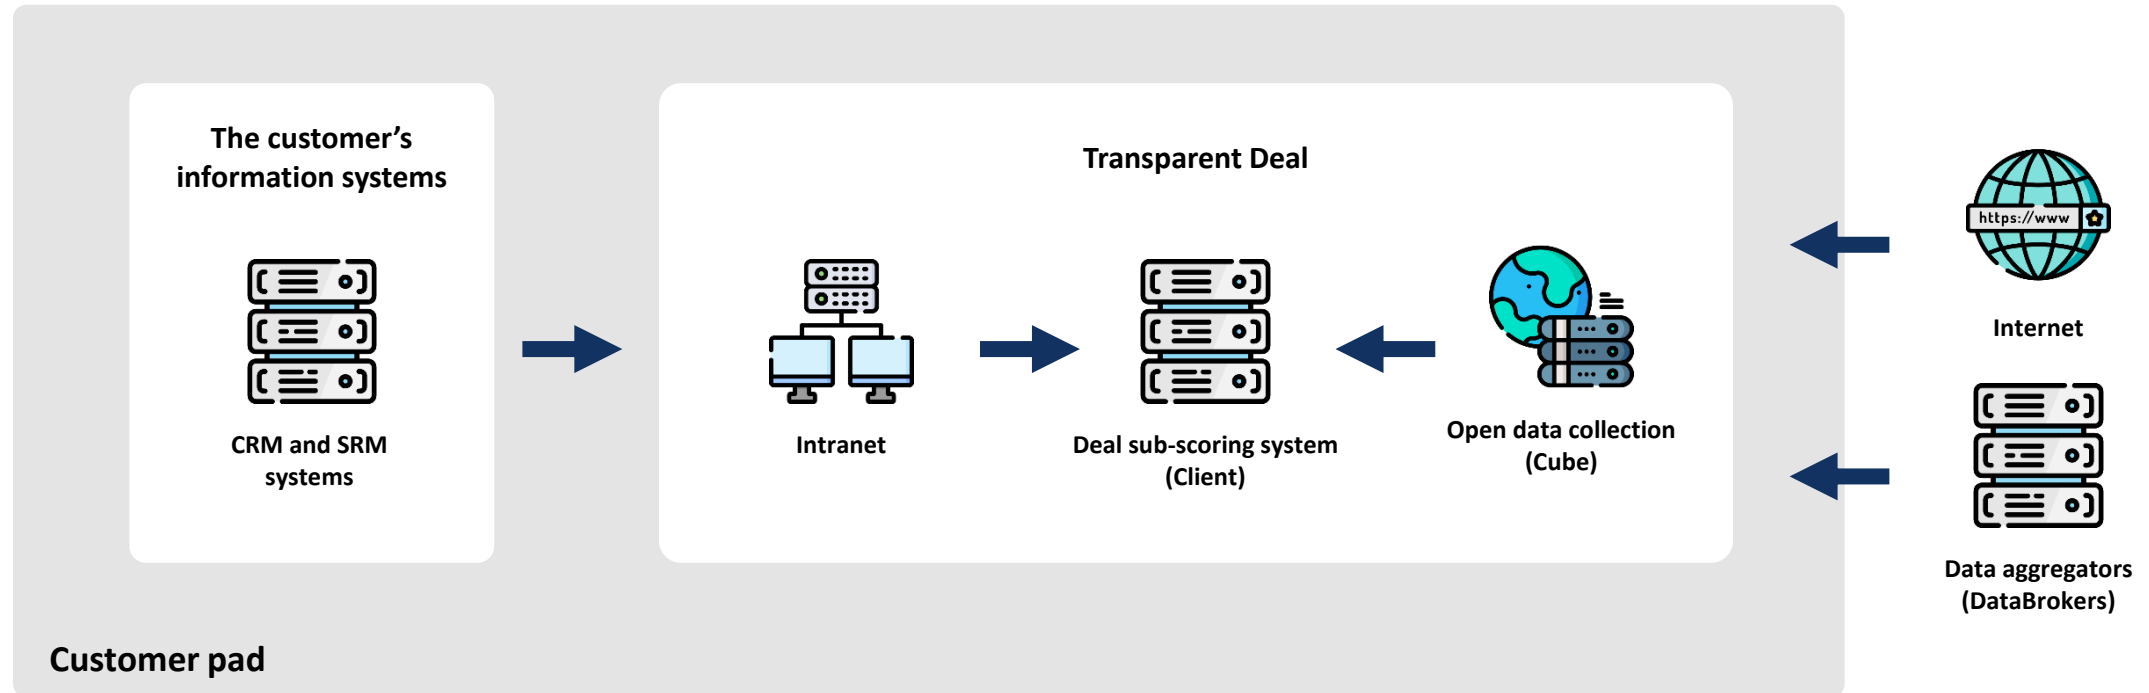 The customer’s
information systems
CRM and SRM
systems
Transparent Deal
Intranet
Deal sub-scoring system
(Client)
Open data collection
(Cube)
https://www
Internet
Data aggregators
(DataBrokers)
Customer pad